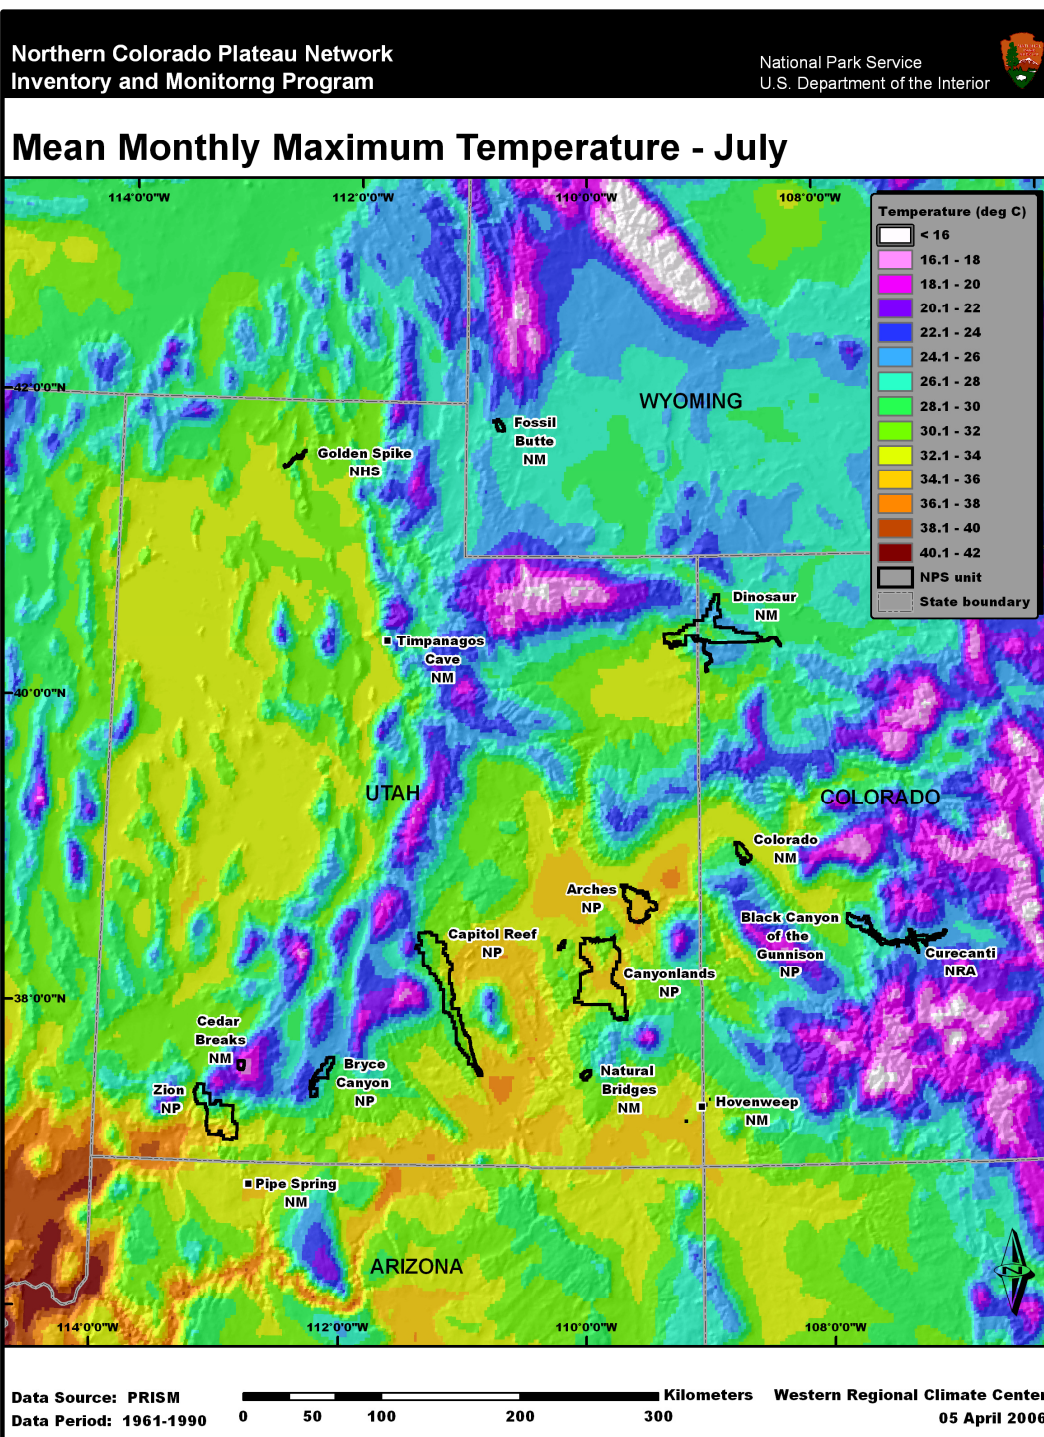 Northern Colorado Plateau Network
Inventory and Monitorng Program
National Park Service
U.S. Department of the Interior
Mean Monthly Maximum Temperature - July
114°0'0"W
112°0'0"W
110°0'0"W
108°0'0"W
Temperature (deg C)
< 16
16.1 - 18
18.1 - 20
20.1 - 22
22.1 - 24
24.1 - 26
26.1 - 28
28.1 - 30
30.1 - 32
32.1 - 34
34.1 - 36
36.1 - 38
38.1 - 40
40.1 - 42
NPS unit
State boundary
42°0'0"N
WYOMING
Fossil
Butte
NM
Golden Spike
NHS
Dinosaur
NM
Timpanagos
Cave
NM
40°0'0"N
UTAH
COLORADO
Colorado
NM
Arches
NP
Black Canyon
of the
Gunnison
NP
Capitol Reef
NP
Curecanti
NRA
Canyonlands
NP
38°0'0"N
Cedar
Breaks
NM
Bryce
Canyon
NP
Zion
NP
Natural
Bridges
NM
Hovenweep
NM
Pipe Spring
NM
ARIZONA
N
114°0'0"W
112°0'0"W
110°0'0"W
108°0'0"W
Data Source: PRISM
Data Period: 1961-1990
Kilometers
0 50 100 200 300
Western Regional Climate Center
05 April 2006